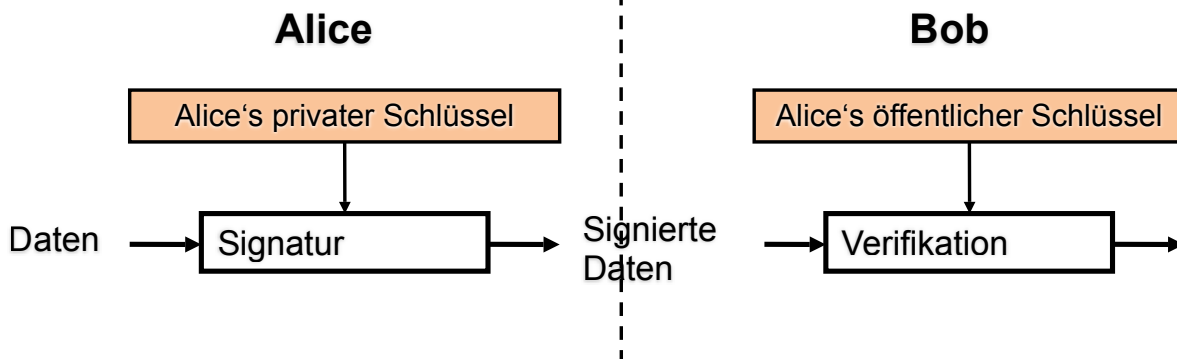 Alice
Bob
Alice‘s privater Schlüssel
Alice‘s öffentlicher Schlüssel
Daten
Signatur
Signierte
Daten
Verifikation